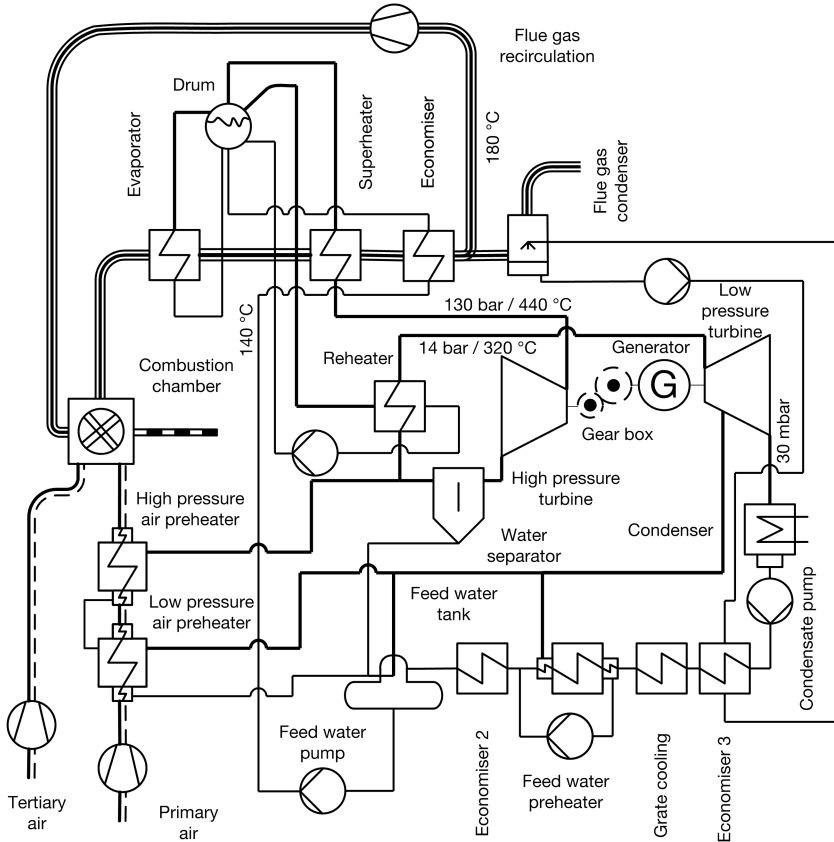 Flue gas
recirculation
Drum
Evaporator
Superheater
Economiser
180 °C
Flue gas
condenser
140 °C
130 bar / 440 °C
Low
pressure
turbine
14 bar / 320 °C
Reheater
Generator
G
Combustion
chamber
Gear box
30 mbar
High pressure
air preheater
High pressure
turbine
Water
separator
Condenser
Low pressure
air preheater
Feed water
tank
Condensate pump
Feed water
pump
Economiser 2
Feed water
preheater
Grate cooling
Economiser 3
Tertiary
air
Primary
air